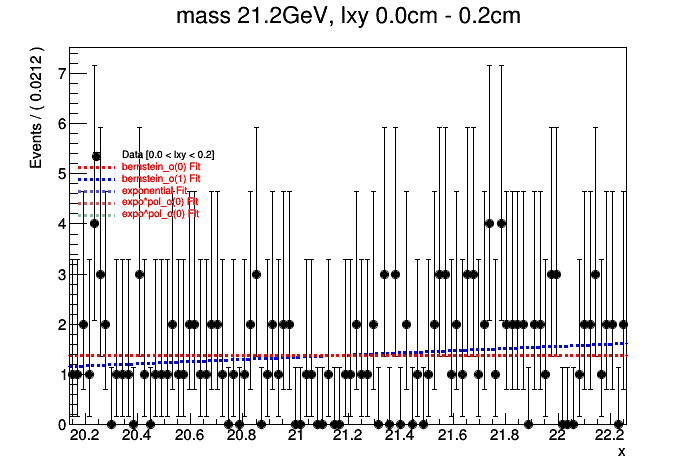 mass 21.2GeV, lxy 0.0cm - 0.2cm
Events / ( 0.0212 )
7
6
5
4
3
2
1
0
Data [0.0 < lxy < 0.2]
bernstein_o(0) Fit
bernstein_o(1) Fit
exponential Fit
expo^pol_o(0) Fit
expo^pol_o(0) Fit
20.2 20.4 20.6 20.8 21 21.2 21.4 21.6 21.8 22 22.2
x